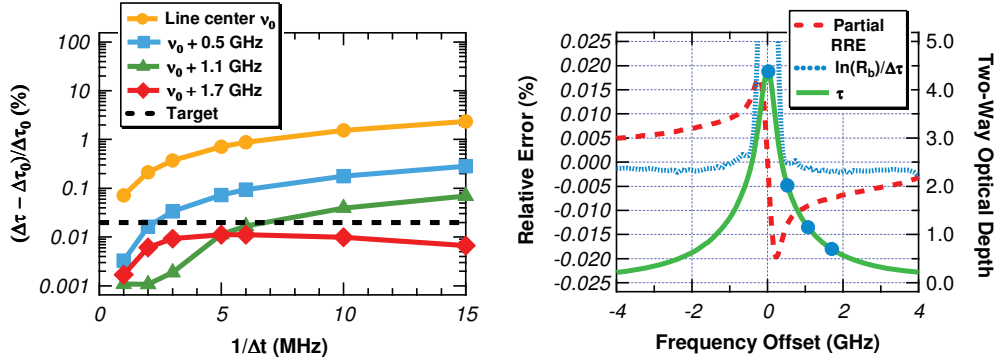 Line center ν₀
ν₀ + 0.5 GHz
ν₀ + 1.1 GHz
ν₀ + 1.7 GHz
Target
(Δτ − Δτ₀)/Δτ₀ (%)
100
10
1
0.1
0.01
0.001
0 5 10 15
1/Δt (MHz)
Partial
RRE
ln(R_b)/Δτ
τ
Relative Error (%)
0.025
0.020
0.015
0.010
0.005
0.000
-0.005
-0.010
-0.015
-0.020
-0.025
-4 -2 0 2 4
Frequency Offset (GHz)
5.0
4.0
3.0
2.0
1.0
0.0
Two-Way Optical Depth